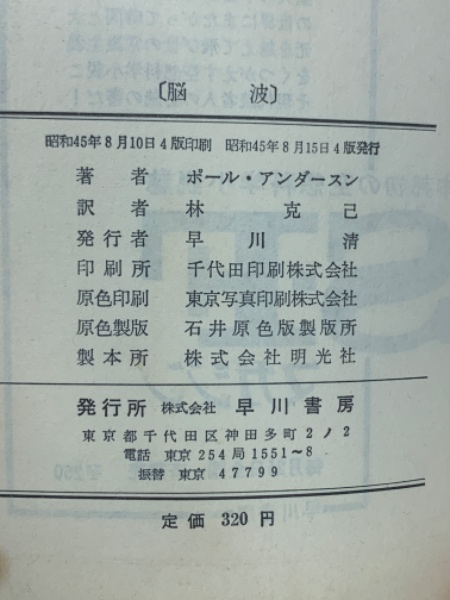 〔脳 波〕
昭和45年8月10日4版印刷 昭和45年8月15日4版発行
著者 ポール・アンダースン
訳者 林克己
発行者 早川清
印刷所 千代田印刷株式会社
原色印刷 東京写真印刷株式会社
原色製版 石井原色版製版所
製本所 株式会社明光社
発行所 株式会社 早川書房
東京都千代田区神田多町2ノ2
電話 東京254局1551~8
振替 東京 47799
定価 320円